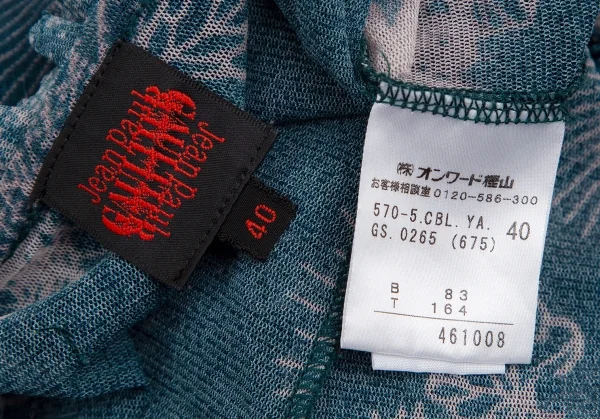 Jean Paul
GAULTIER
Jean Paul
GAULTIER
40
㈱ オンワード樫山
お客様相談室 0120-586-300
570-5.CBL.YA. 40
GS.0265 (675)
B 83
T 164
461008